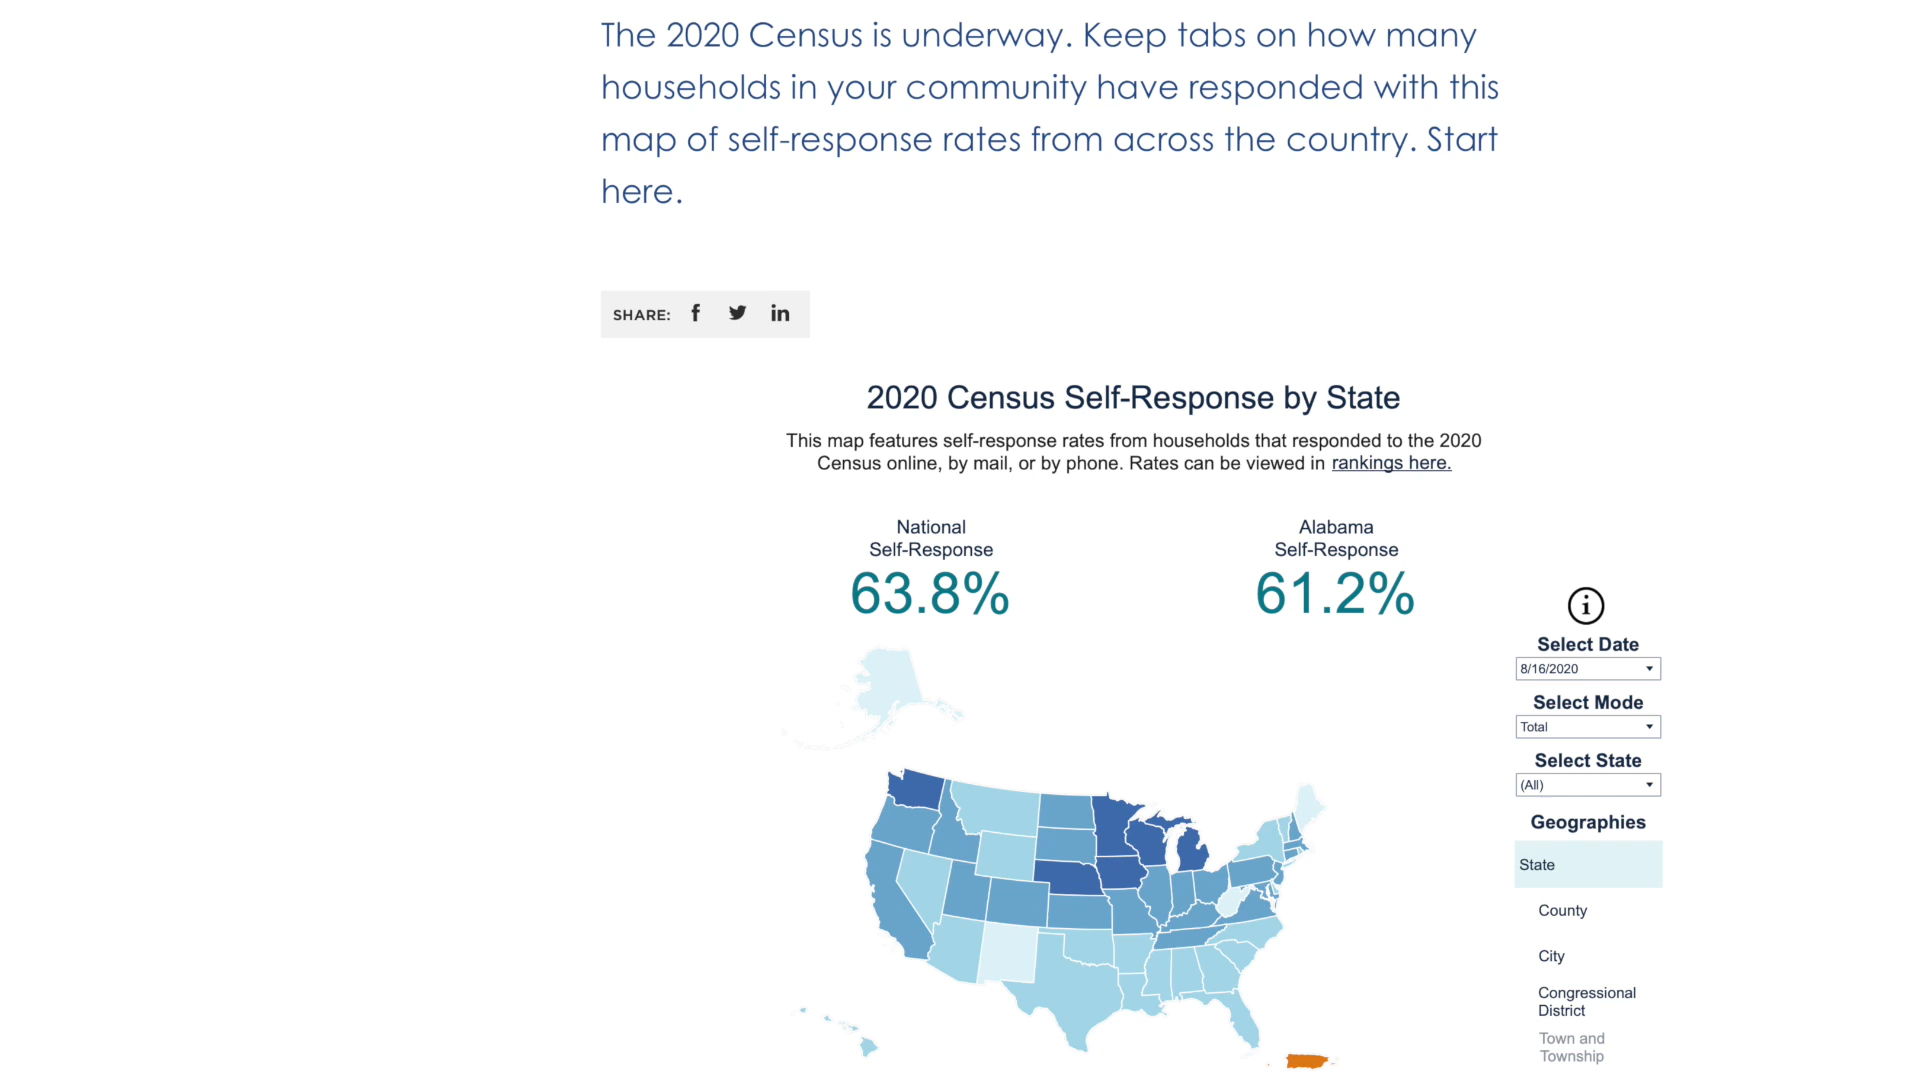 The 2020 Census is underway. Keep tabs on how many
households in your community have responded with this
map of self-response rates from across the country. Start
here.
SHARE:
2020 Census Self-Response by State
This map features self-response rates from households that responded to the 2020
Census online, by mail, or by phone. Rates can be viewed in rankings here.
National
Self-Response
63.8%
Alabama
Self-Response
61.2%
Select Date
8/16/2020
Select Mode
Total
Select State
(All)
Geographies
State
County
City
Congressional
District
Town and
Township